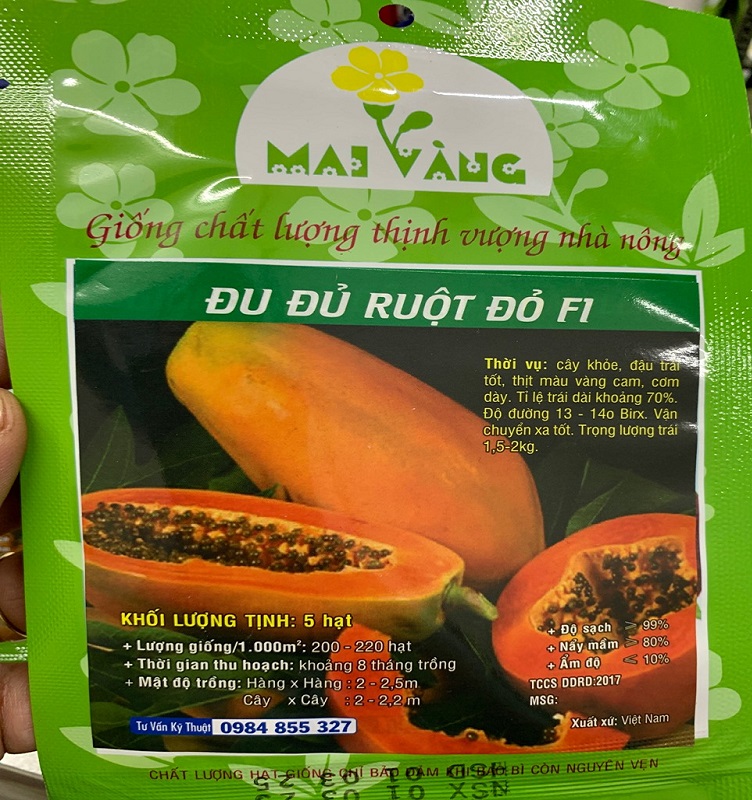 MAI VÀNG
Giống chất lượng thịnh vượng nhà nông
ĐU ĐỦ RUỘT ĐỎ F1
Thời vụ: cây khỏe, đậu trái
tốt, thịt màu vàng cam, cơm
dày. Tỉ lệ trái dài khoảng 70%.
Độ đường 13 - 14o Birx. Vận
chuyển xa tốt. Trọng lượng trái
1,5-2kg.
KHỐI LƯỢNG TỊNH: 5 hạt
+ Lượng giống/1.000m²: 200 - 220 hạt
+ Thời gian thu hoạch: khoảng 8 tháng trồng
+ Mật độ trồng: Hàng x Hàng : 2 - 2,5m
Cây x Cây : 2 - 2,2 m
+ Độ sạch ≥ 99%
+ Nẩy mầm ≥ 80%
+ Ẩm độ ≤ 10%
TCCS DDRD:2017
MSG:
Xuất xứ: Việt Nam
Tư Vấn Kỹ Thuật 0984 855 327
CHẤT LƯỢNG HẠT GIỐNG CHỈ BẢO ĐẢM KHI BAO BÌ CÒN NGUYÊN VẸN
NSX 01